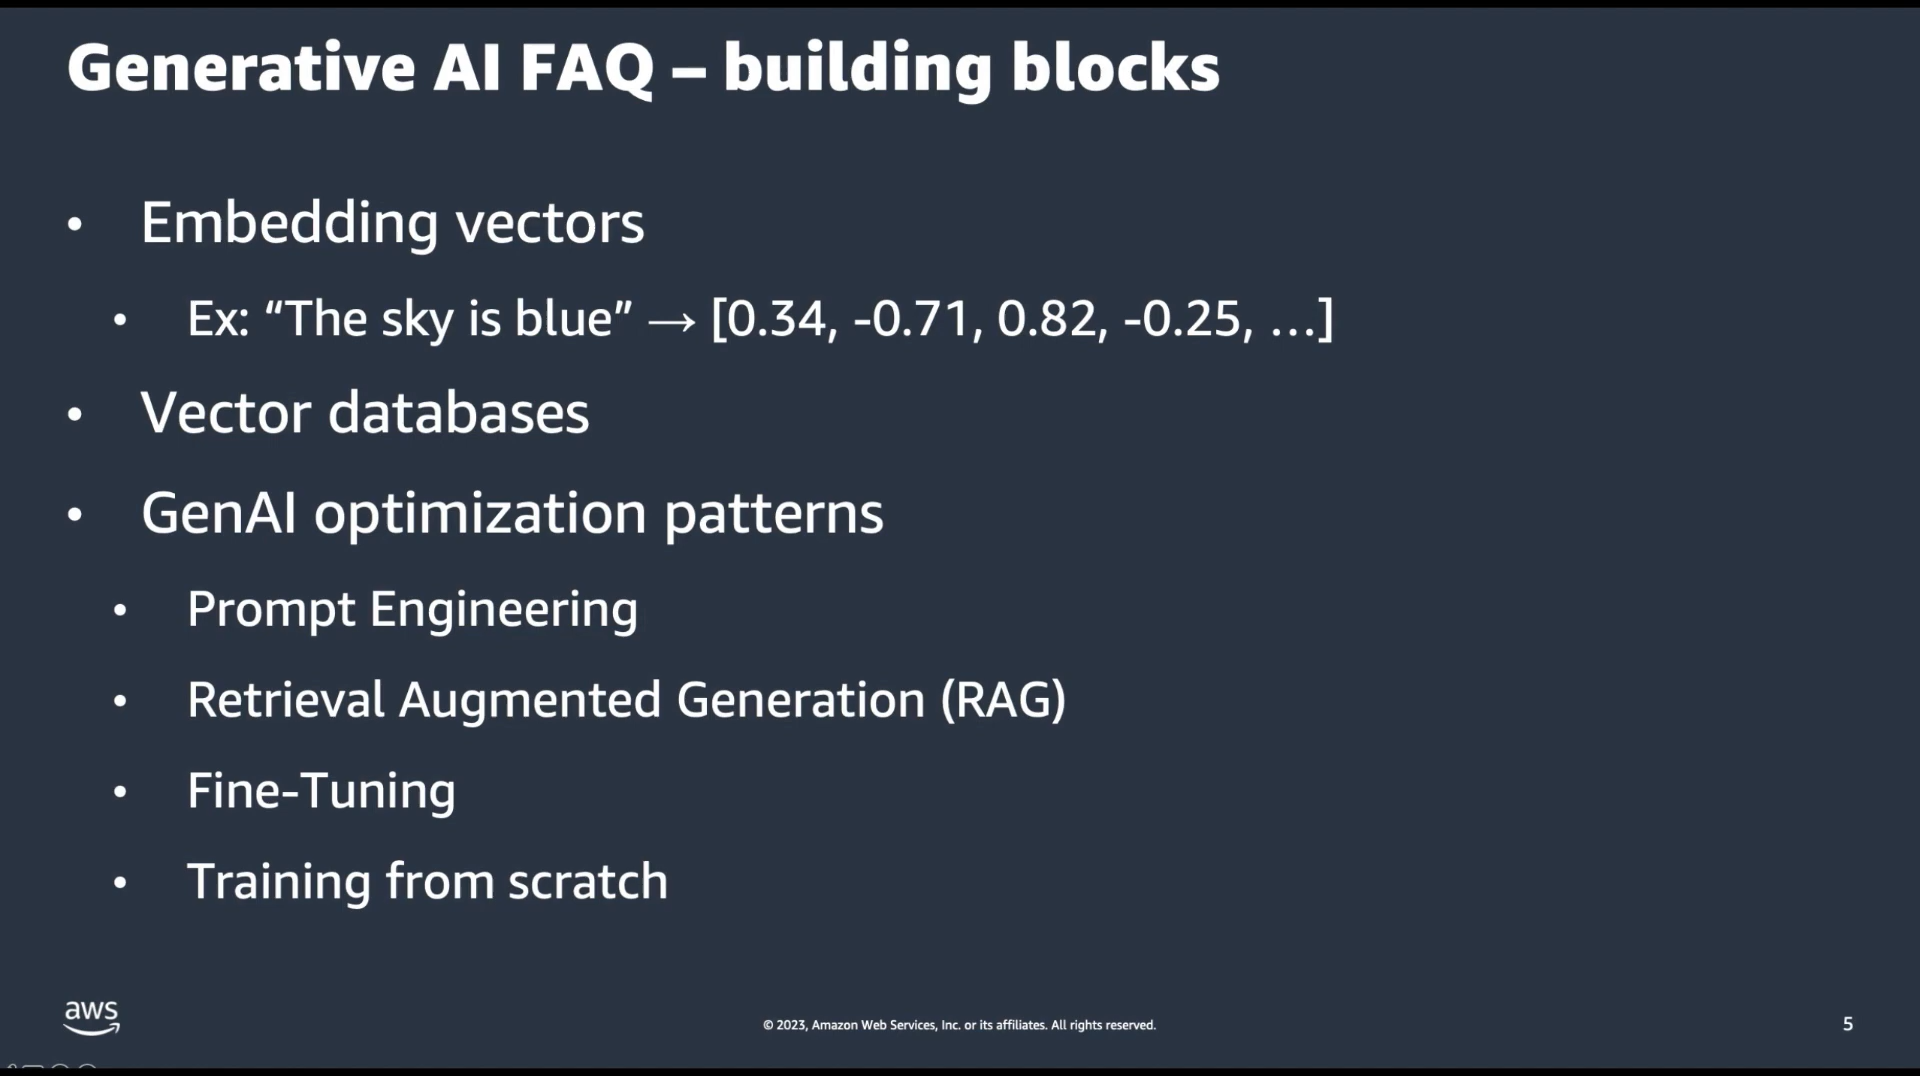 Generative AI FAQ – building blocks
• Embedding vectors
• Ex: “The sky is blue” → [0.34, -0.71, 0.82, -0.25, …]
• Vector databases
• GenAI optimization patterns
• Prompt Engineering
• Retrieval Augmented Generation (RAG)
• Fine-Tuning
• Training from scratch
aws
© 2023, Amazon Web Services, Inc. or its affiliates. All rights reserved.
5